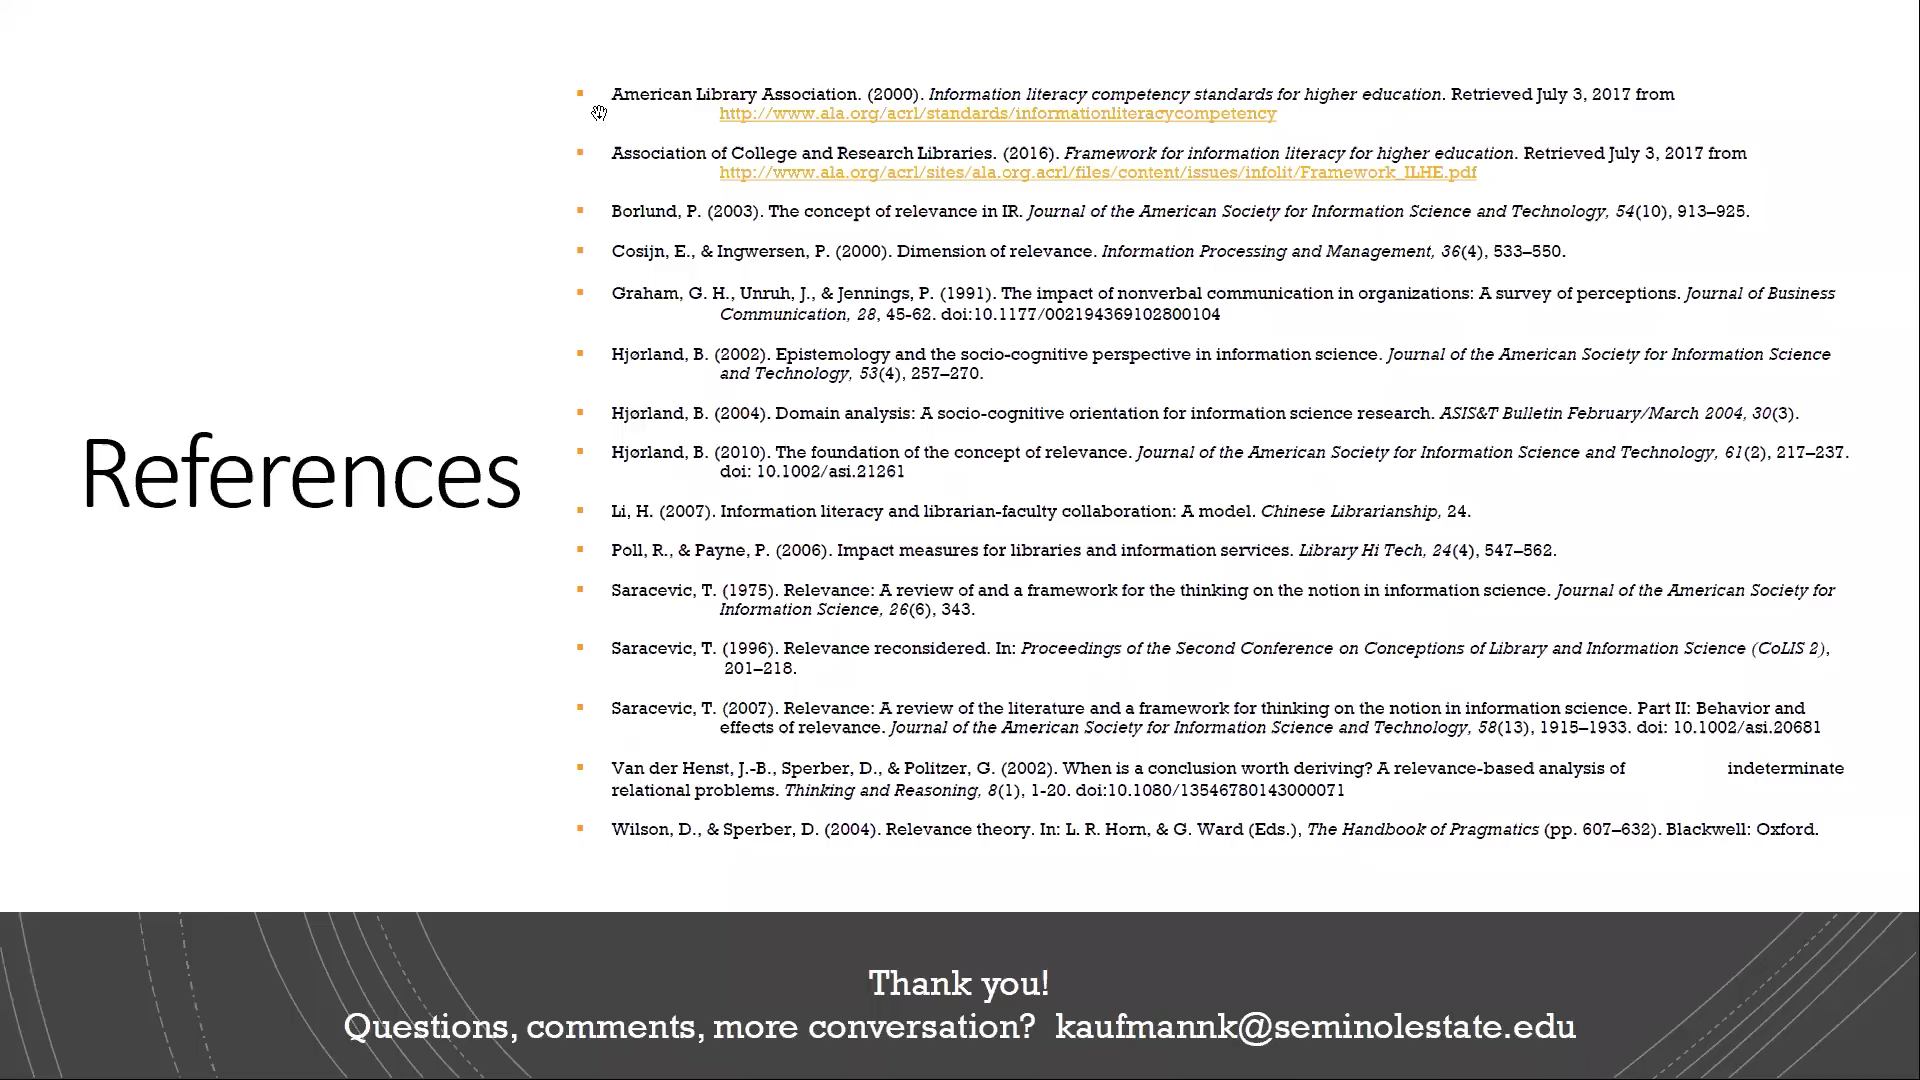 References
American Library Association. (2000). Information literacy competency standards for higher education. Retrieved July 3, 2017 from
http://www.ala.org/acrl/standards/informationliteracycompetency
Association of College and Research Libraries. (2016). Framework for information literacy for higher education. Retrieved July 3, 2017 from
http://www.ala.org/acrl/sites/ala.org.acrl/files/content/issues/infolit/Framework_ILHE.pdf
Borlund, P. (2003). The concept of relevance in IR. Journal of the American Society for Information Science and Technology, 54(10), 913–925.
Cosijn, E., & Ingwersen, P. (2000). Dimension of relevance. Information Processing and Management, 36(4), 533–550.
Graham, G. H., Unruh, J., & Jennings, P. (1991). The impact of nonverbal communication in organizations: A survey of perceptions. Journal of Business
Communication, 28, 45-62. doi:10.1177/002194369102800104
Hjørland, B. (2002). Epistemology and the socio-cognitive perspective in information science. Journal of the American Society for Information Science
and Technology, 53(4), 257–270.
Hjørland, B. (2004). Domain analysis: A socio-cognitive orientation for information science research. ASIS&T Bulletin February/March 2004, 30(3).
Hjørland, B. (2010). The foundation of the concept of relevance. Journal of the American Society for Information Science and Technology, 61(2), 217–237.
doi: 10.1002/asi.21261
Li, H. (2007). Information literacy and librarian-faculty collaboration: A model. Chinese Librarianship, 24.
Poll, R., & Payne, P. (2006). Impact measures for libraries and information services. Library Hi Tech, 24(4), 547–562.
Saracevic, T. (1975). Relevance: A review of and a framework for the thinking on the notion in information science. Journal of the American Society for
Information Science, 26(6), 343.
Saracevic, T. (1996). Relevance reconsidered. In: Proceedings of the Second Conference on Conceptions of Library and Information Science (CoLIS 2),
201–218.
Saracevic, T. (2007). Relevance: A review of the literature and a framework for thinking on the notion in information science. Part II: Behavior and
effects of relevance. Journal of the American Society for Information Science and Technology, 58(13), 1915–1933. doi: 10.1002/asi.20681
Van der Henst, J.-B., Sperber, D., & Politzer, G. (2002). When is a conclusion worth deriving? A relevance-based analysis of indeterminate
relational problems. Thinking and Reasoning, 8(1), 1-20. doi:10.1080/13546780143000071
Wilson, D., & Sperber, D. (2004). Relevance theory. In: L. R. Horn, & G. Ward (Eds.), The Handbook of Pragmatics (pp. 607–632). Blackwell: Oxford.
Thank you!
Questions, comments, more conversation? kaufmannk@seminolestate.edu